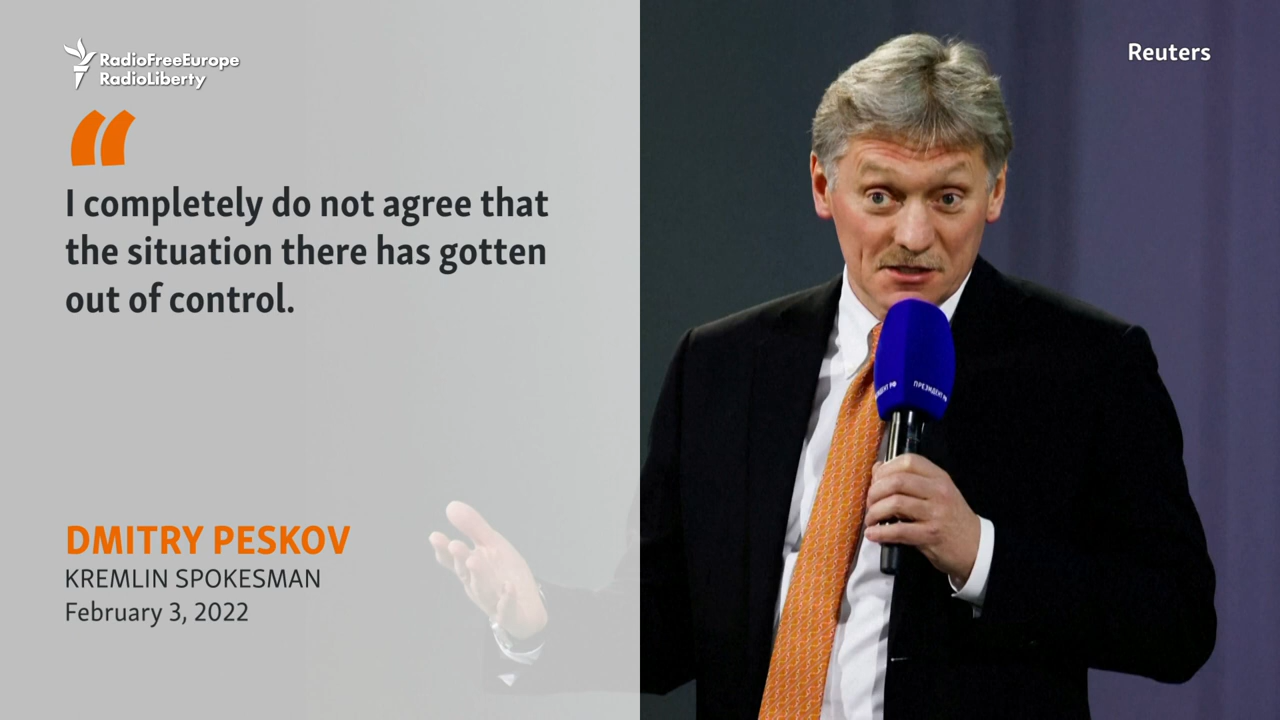 RadioFreeEurope
RadioLiberty
Reuters
“
I completely do not agree that
the situation there has gotten
out of control.
DMITRY PESKOV
KREMLIN SPOKESMAN
February 3, 2022
ПРЕЗИДЕНТ РФ